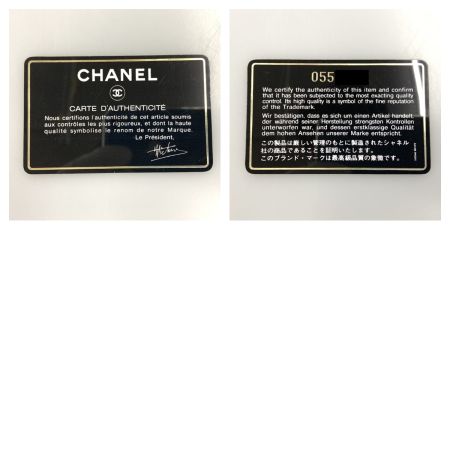 CHANEL
CARTE D'AUTHENTICITÉ
Nous certifions l'authenticité de cet article soumis
aux contrôles les plus rigoureux, et dont la haute
qualité symbolise le renom de notre Marque.
Le Président,
055
We certify the authenticity of this item and confirm
that it has been subjected to the most exacting quality
control. Its high quality is a symbol of the fine reputation
of the Trademark.
Wir bestätigen, dass es sich um einen Artikel handelt,
der während seiner Herstellung strengsten Kontrollen
unterworfen war, und dessen erstklassige Qualität
dem hohen Ansehen unserer Marke entspricht.
この製品は厳しい管理のもとに製造されたシャネル
社の商品であることを証明いたします。
このブランド・マークは最高級品質の象徴です。